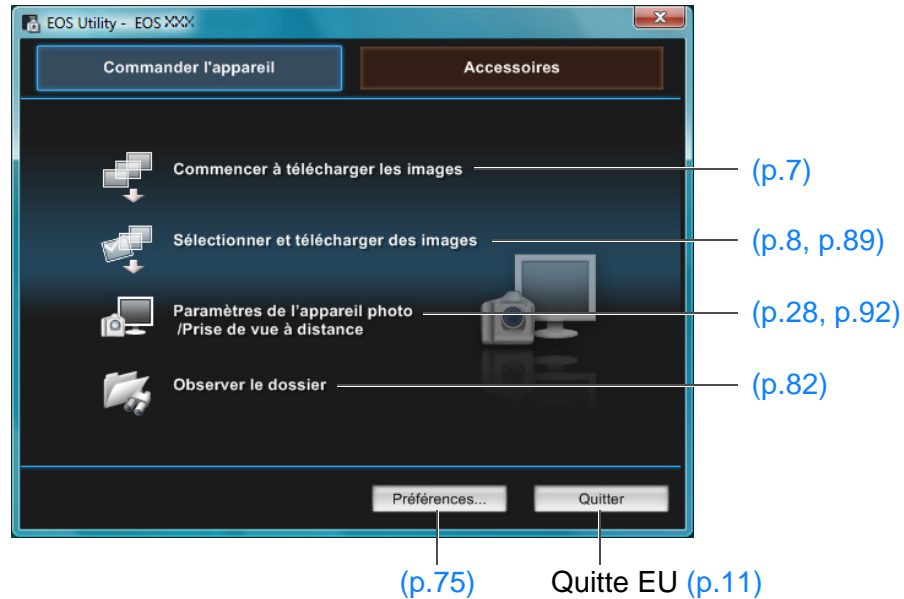 EOS Utility - EOS XXX
Commander l'appareil
Accessoires
Commencer à télécharger les images
(p.7)
Sélectionner et télécharger des images
(p.8, p.89)
Paramètres de l'appareil photo
/Prise de vue à distance
(p.28, p.92)
Observer le dossier
(p.82)
Préférences...
Quitter
(p.75)
Quitte EU (p.11)